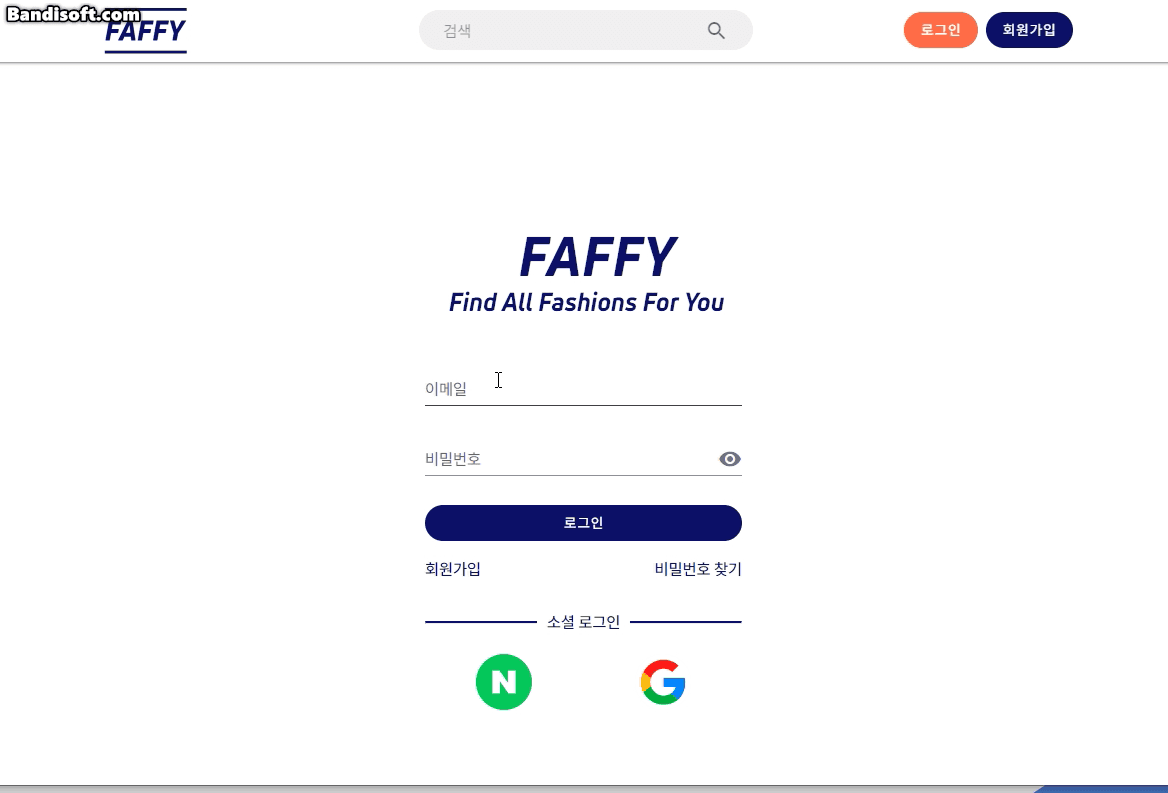 Bandisoft.com
FAFFY
검색
로그인
회원가입
FAFFY
Find All Fashions For You
이메일
비밀번호
로그인
회원가입
비밀번호 찾기
소셜 로그인
N
G